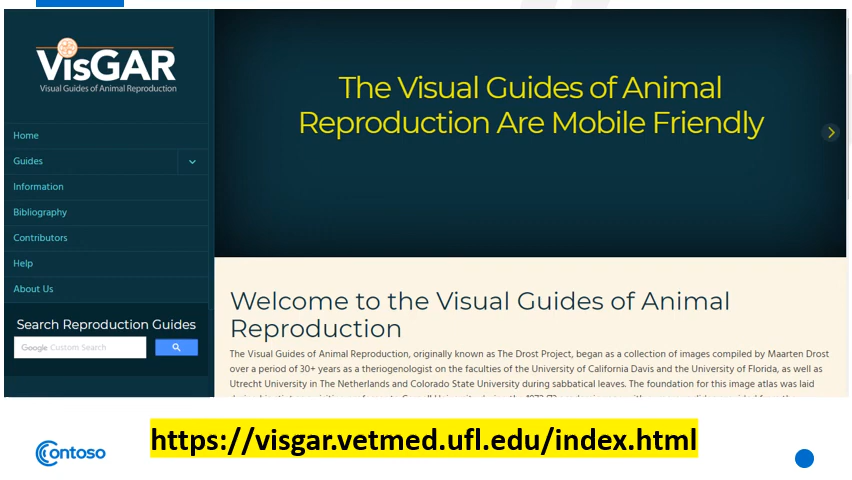 VisGAR
Visual Guides of Animal Reproduction
Home
Guides
Information
Bibliography
Contributors
Help
About Us
Search Reproduction Guides
Google Custom Search
The Visual Guides of Animal
Reproduction Are Mobile Friendly
Welcome to the Visual Guides of Animal
Reproduction
The Visual Guides of Animal Reproduction, originally known as The Drost Project, began as a collection of images compiled by Maarten Drost
over a period of 30+ years as a theriogenologist on the faculties of the University of California Davis and the University of Florida, as well as
Utrecht University in The Netherlands and Colorado State University during sabbatical leaves. The foundation for this image atlas was laid
Contoso
https://visgar.vetmed.ufl.edu/index.html